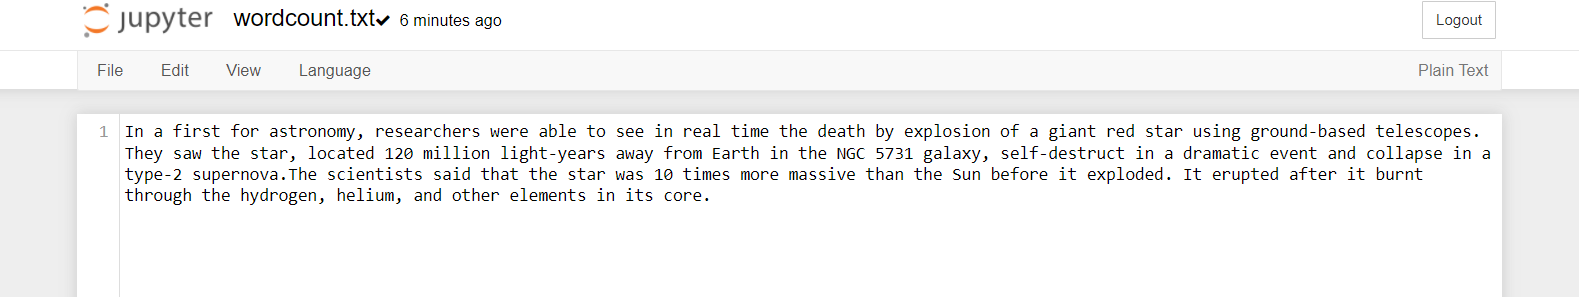 jupyter wordcount.txt✔ 6 minutes ago Logout
File Edit View Language Plain Text
1 In a first for astronomy, researchers were able to see in real time the death by explosion of a giant red star using ground-based telescopes.
They saw the star, located 120 million light-years away from Earth in the NGC 5731 galaxy, self-destruct in a dramatic event and collapse in a
type-2 supernova.The scientists said that the star was 10 times more massive than the Sun before it exploded. It erupted after it burnt
through the hydrogen, helium, and other elements in its core.